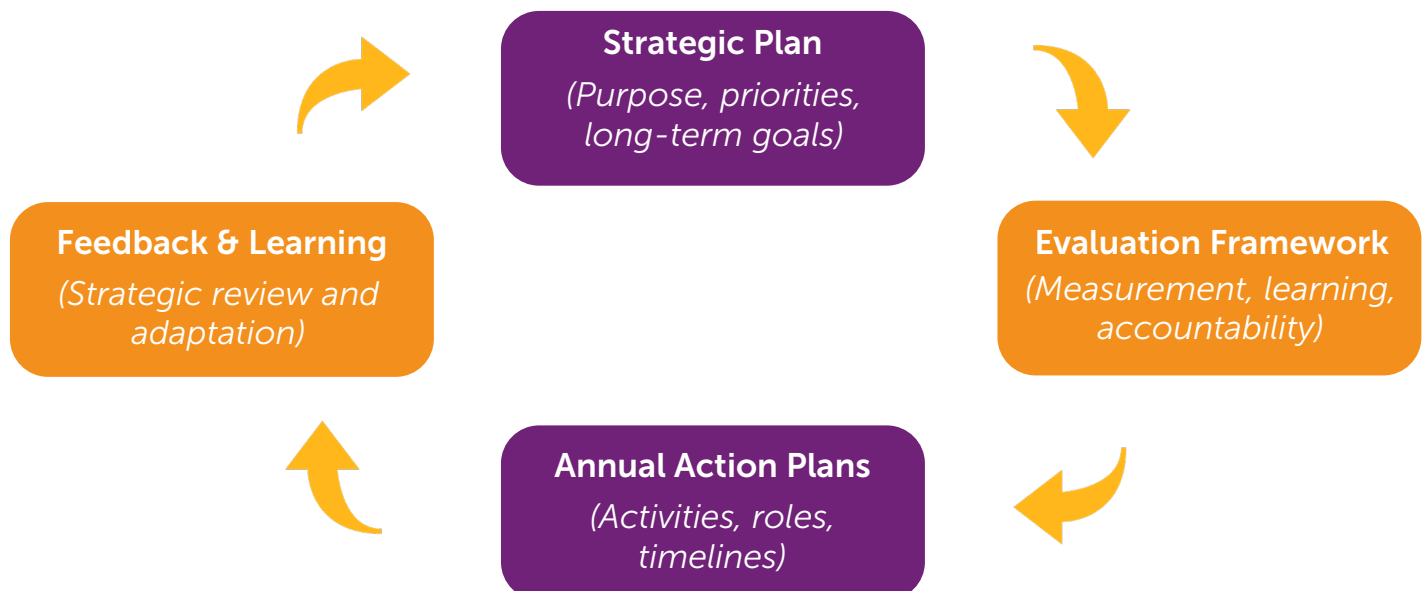 Strategic Plan
(Purpose, priorities,
long-term goals)
Feedback & Learning
(Strategic review and
adaptation)
Evaluation Framework
(Measurement, learning,
accountability)
Annual Action Plans
(Activities, roles,
timelines)